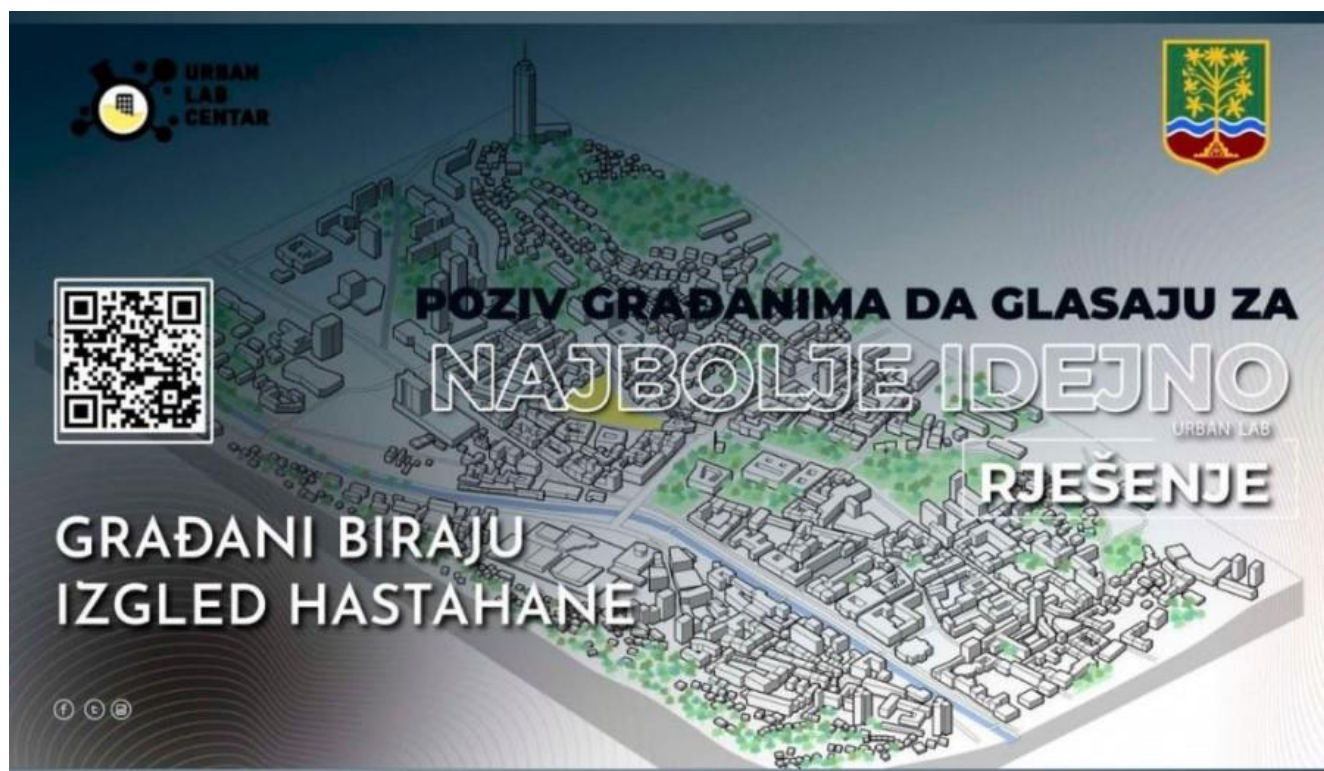 URBAN
LAB
CENTAR
POZIV GRAĐANIMA DA GLASAJU ZA
NAJBOLJE IDEJNO
URBAN LAB
RJEŠENJE
GRAĐANI BIRAJU
IZGLED HASTAHANE